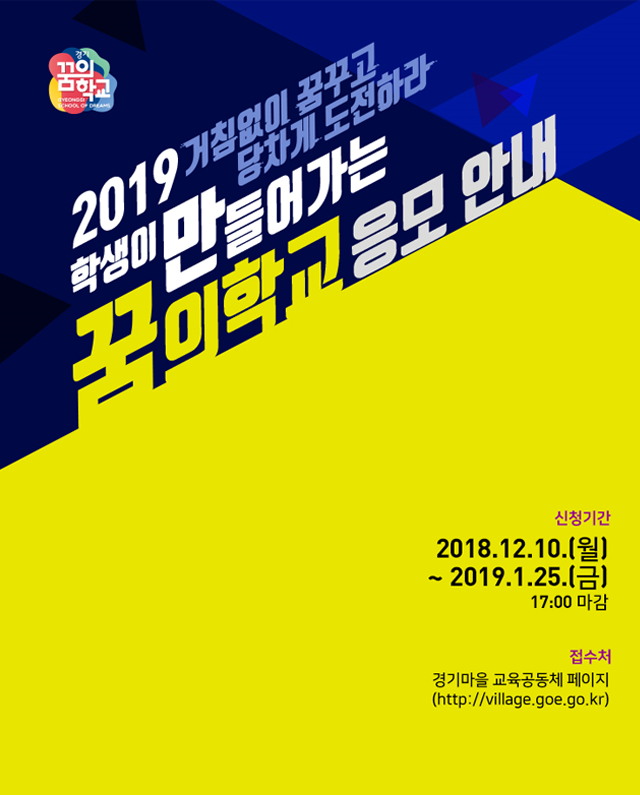 경기
꿈의
학교
GYEONGGI
SCHOOL OF DREAMS
거침없이 꿈꾸고
당차게 도전하라
2019
학생이 만들어가는
꿈의학교 응모 안내
신청기간
2018.12.10.(월)
~ 2019.1.25.(금)
17:00 마감
접수처
경기마을 교육공동체 페이지
(http://village.goe.go.kr)